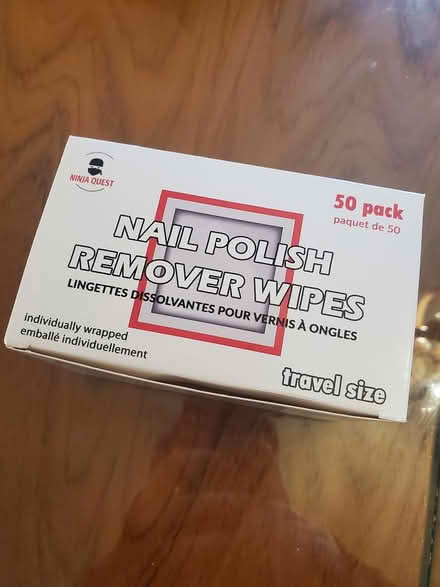 NINJA QUEST
50 pack
paquet de 50
NAIL POLISH
REMOVER WIPES
LINGETTES DISSOLVANTES POUR VERNIS À ONGLES
individually wrapped
emballé individuellement
travel size